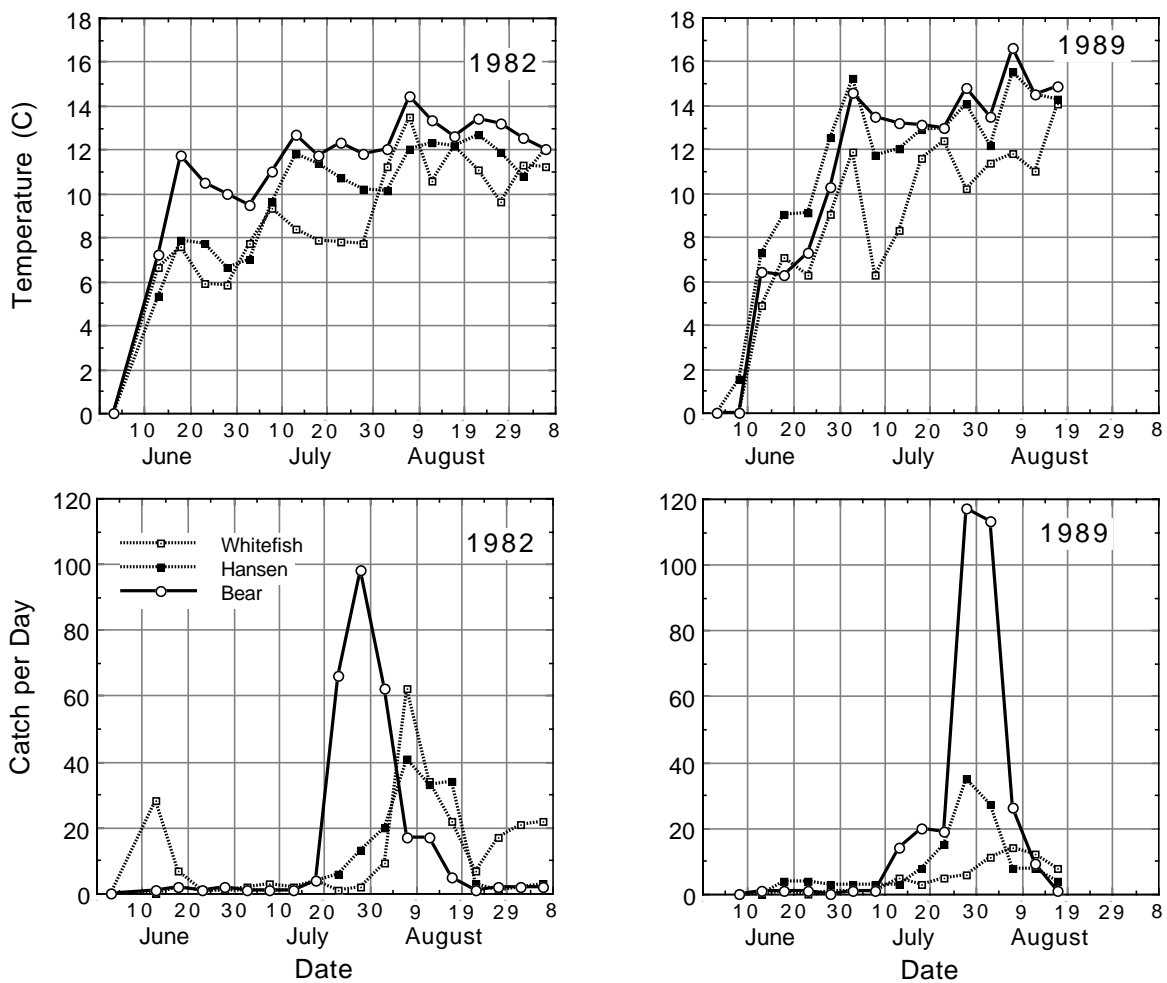 18
16
14
12
10
8
6
4
2
0
Temperature (C)
1982
10 20 30 10 20 30 9 19 29 8
June July August
18
16
14
12
10
8
6
4
2
0
1989
10 20 30 10 20 30 9 19 29 8
June July August
120
100
80
60
40
20
0
Catch per Day
1982
Whitefish
Hansen
Bear
10 20 30 10 20 30 9 19 29 8
June July August
Date
120
100
80
60
40
20
0
1989
10 20 30 10 20 30 9 19 29 8
June July August
Date